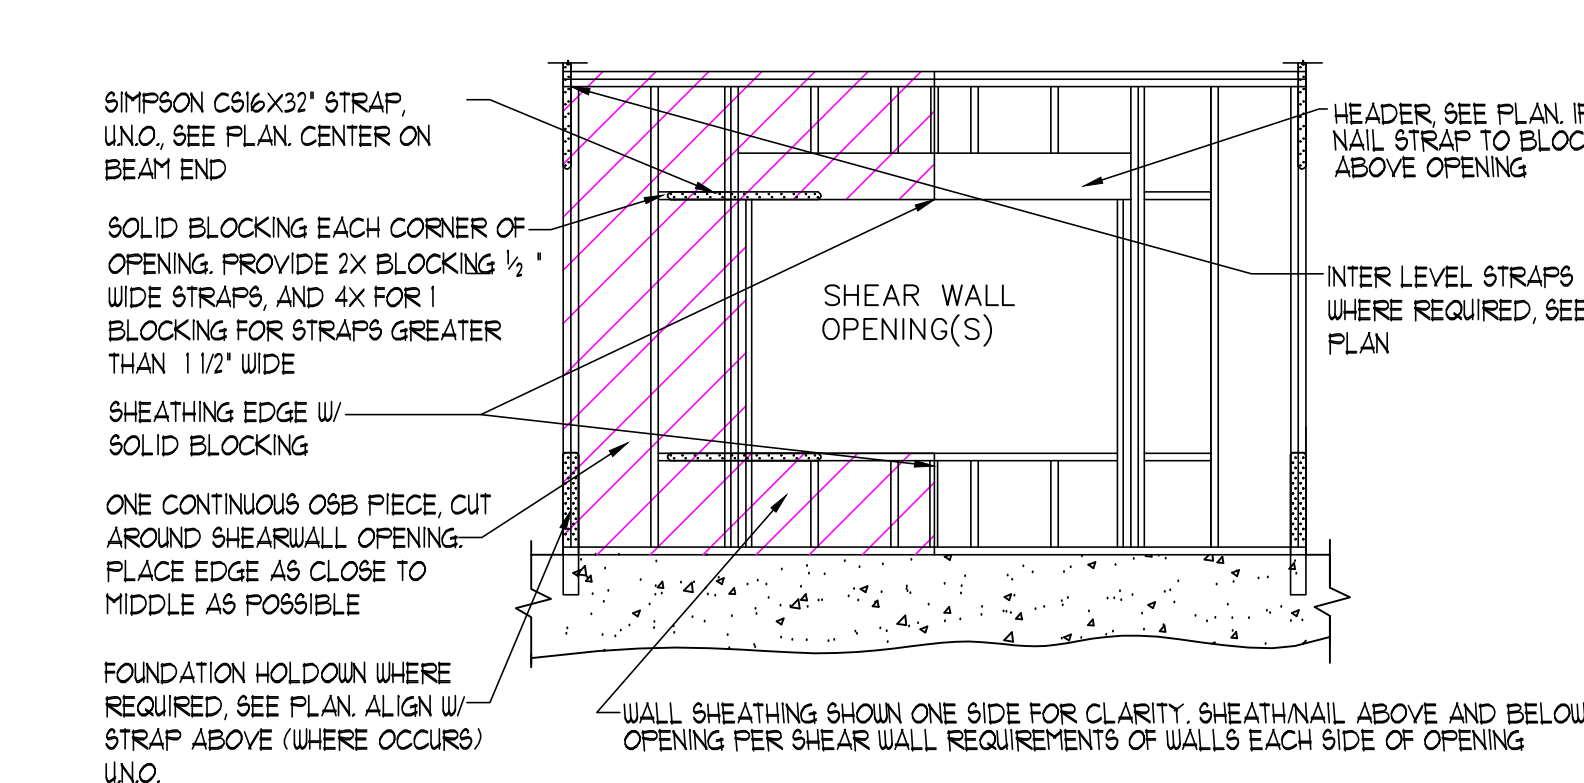 SIMPSON CS16X32" STRAP,
U.N.O., SEE PLAN. CENTER ON
BEAM END
SOLID BLOCKING EACH CORNER OF
OPENING. PROVIDE 2X BLOCKING 1/2 "
WIDE STRAPS, AND 4X FOR 1
BLOCKING FOR STRAPS GREATER
THAN 1 1/2" WIDE
SHEATHING EDGE W/
SOLID BLOCKING
ONE CONTINUOUS OSB PIECE, CUT
AROUND SHEARWALL OPENING.
PLACE EDGE AS CLOSE TO
MIDDLE AS POSSIBLE
FOUNDATION HOLDOWN WHERE
REQUIRED, SEE PLAN. ALIGN W/
STRAP ABOVE (WHERE OCCURS)
U.N.O.
SHEAR WALL
OPENING(S)
HEADER, SEE PLAN. IF
NAIL STRAP TO BLOC
ABOVE OPENING
INTER LEVEL STRAPS
WHERE REQUIRED, SEE
PLAN
WALL SHEATHING SHOWN ONE SIDE FOR CLARITY. SHEATH/NAIL ABOVE AND BELOW
OPENING PER SHEAR WALL REQUIREMENTS OF WALLS EACH SIDE OF OPENING